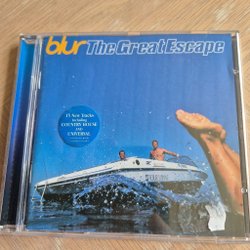 blur The Great Escape
15 New Tracks
including
COUNTRY HOUSE
AND
UNIVERSAL